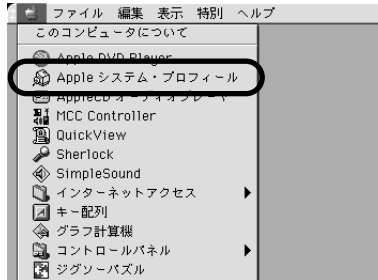 ファイル 編集 表示 特別 ヘルプ
このコンピュータについて
Apple DVD Player
Apple システム・プロフィール
AppleCD オーディオプレーヤ
MCC Controller
QuickView
Sherlock
SimpleSound
インターネットアクセス
キー配列
グラフ計算機
コントロールパネル
ジグソーパズル